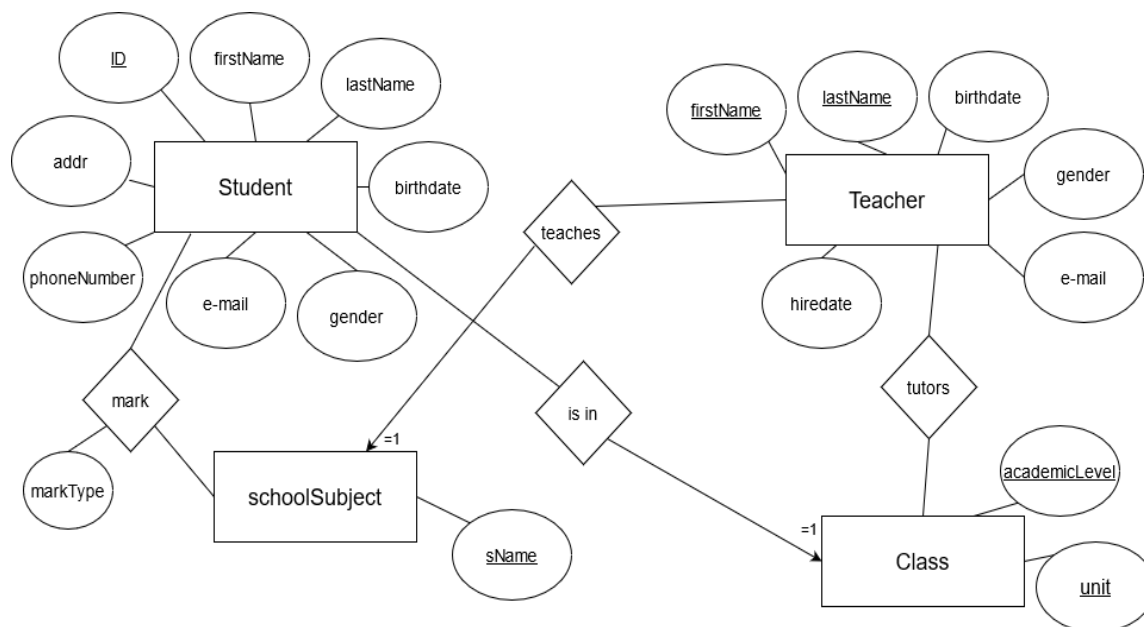 ID
firstName
lastName
addr
Student
birthdate
phoneNumber
e-mail
gender
firstName
lastName
birthdate
gender
Teacher
teaches
hiredate
e-mail
mark
is in
tutors
=1
markType
schoolSubject
sName
academicLevel
=1
Class
unit